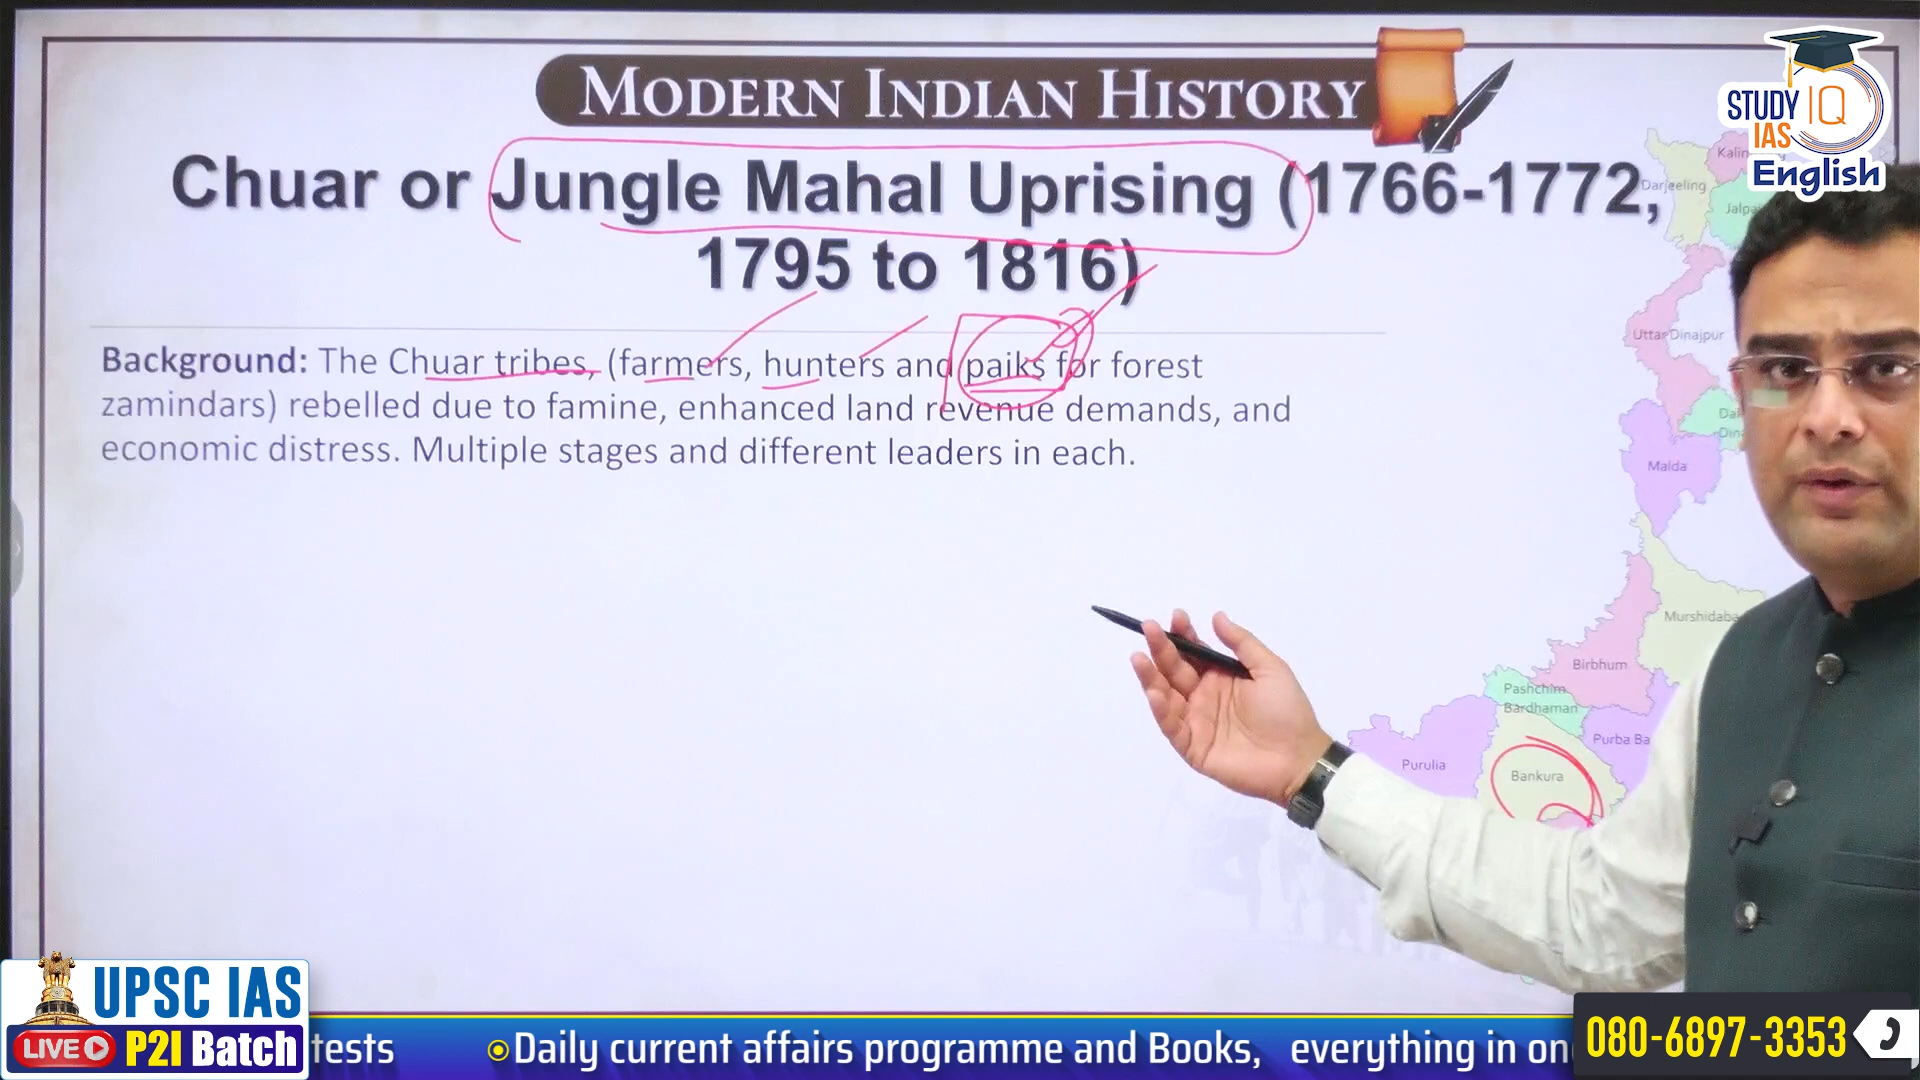 MODERN INDIAN HISTORY
STUDY IQ
IAS
English
Chuar or Jungle Mahal Uprising (1766-1772,
1795 to 1816)
Background: The Chuar tribes, (farmers, hunters and paiks for forest
zamindars) rebelled due to famine, enhanced land revenue demands, and
economic distress. Multiple stages and different leaders in each.
Darjeeling
Uttar Dinajpur
Malda
Murshidaba
Birbhum
Pashchim
Bardhaman
Purba Ba
Purulia
Bankura
UPSC IAS
LIVE P2I Batch
tests
Daily current affairs programme and Books, everything in on
080-6897-3353